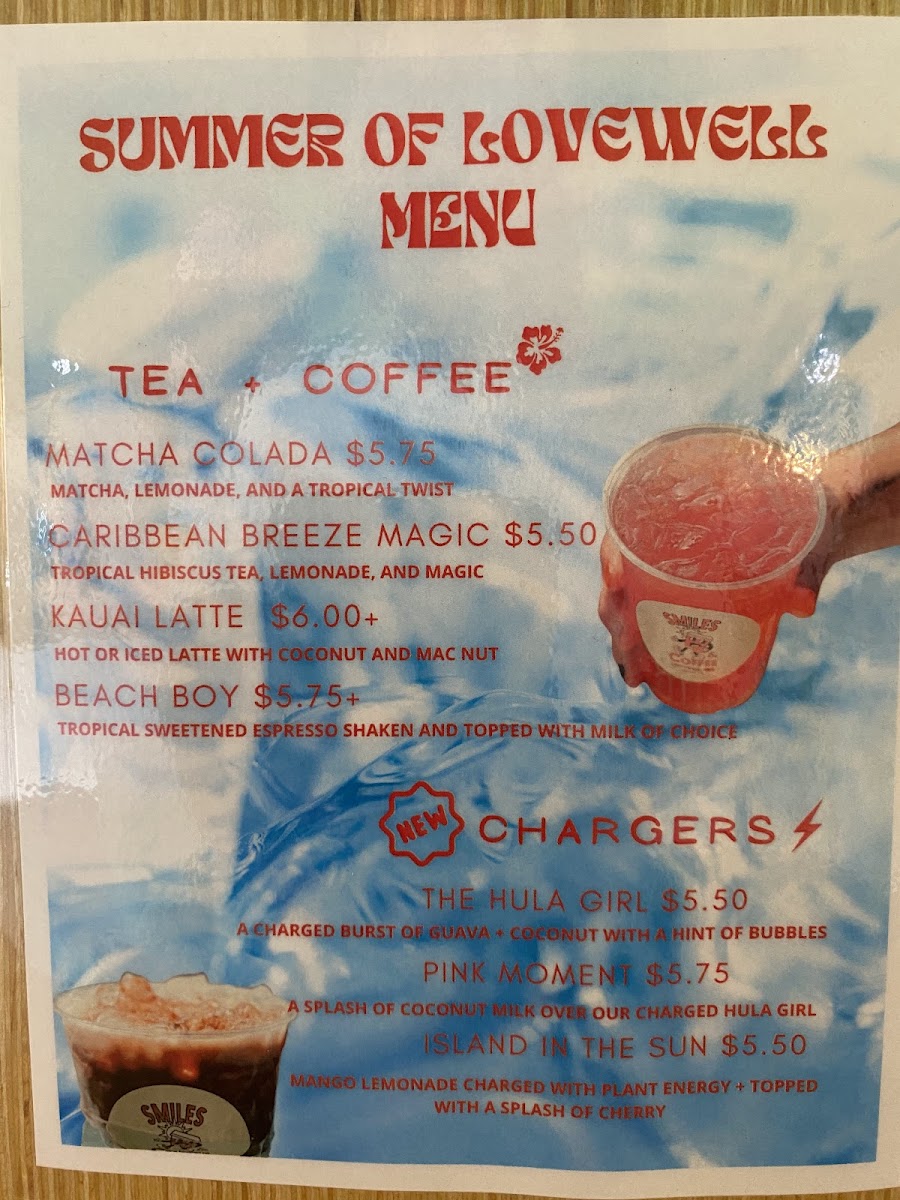 SUMMER OF LOVEWELL
MENU
TEA + COFFEE
MATCHA COLADA $5.75
MATCHA, LEMONADE, AND A TROPICAL TWIST
CARIBBEAN BREEZE MAGIC $5.50
TROPICAL HIBISCUS TEA, LEMONADE, AND MAGIC
KAUAI LATTE $6.00+
HOT OR ICED LATTE WITH COCONUT AND MAC NUT
BEACH BOY $5.75+
TROPICAL SWEETENED ESPRESSO SHAKEN AND TOPPED WITH MILK OF CHOICE
SMILES
COFFEE
NEW CHARGERS
THE HULA GIRL $5.50
A CHARGED BURST OF GUAVA + COCONUT WITH A HINT OF BUBBLES
PINK MOMENT $5.75
A SPLASH OF COCONUT MILK OVER OUR CHARGED HULA GIRL
ISLAND IN THE SUN $5.50
MANGO LEMONADE CHARGED WITH PLANT ENERGY + TOPPED
WITH A SPLASH OF CHERRY
SMILES